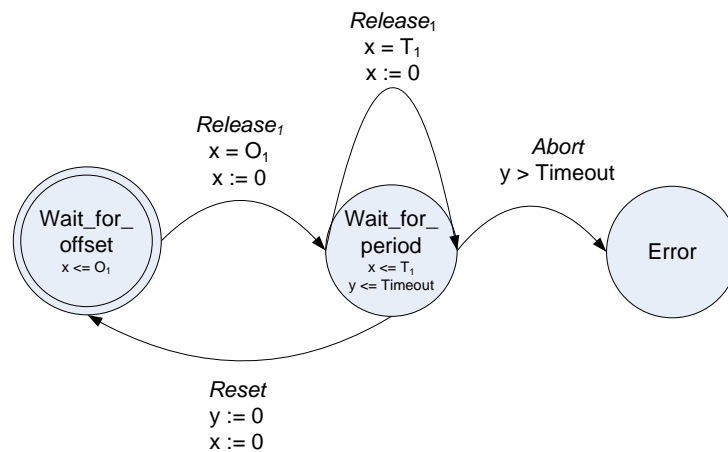 Release₁
x = T₁
x := 0
Release₁
x = O₁
x := 0
Abort
y > Timeout
Wait_for_
offset
x <= O₁
Wait_for_
period
x <= T₁
y <= Timeout
Error
Reset
y := 0
x := 0